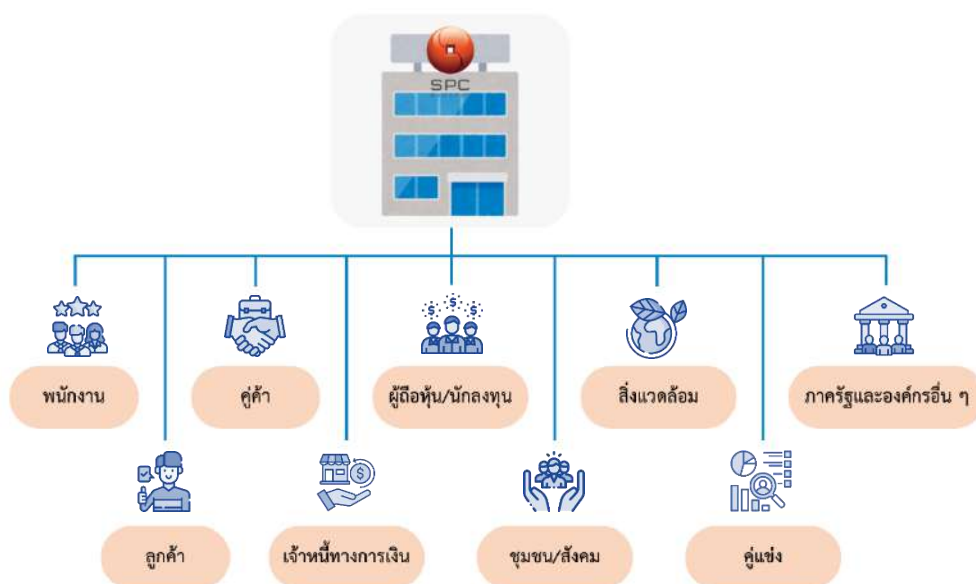 SPC
พนักงาน
คู่ค้า
ผู้ถือหุ้น/นักลงทุน
สิ่งแวดล้อม
ภาครัฐและองค์กรอื่น ๆ
ลูกค้า
เจ้าหนี้ทางการเงิน
ชุมชน/สังคม
คู่แข่ง